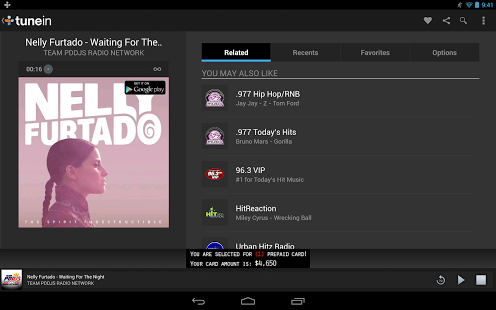 9:41
tunein
Nelly Furtado - Waiting For The..
TEAM PDDJS RADIO NETWORK
00:16
GET IT ON
Google play
NELLY
FURTADO
THE SPIRIT INDESTRUCTIBLE
Related
Recents
Favorites
Options
YOU MAY ALSO LIKE
.977 Hip Hop/RNB
Jay Jay - Z - Tom Ford
.977 Today's Hits
Bruno Mars - Gorilla
96.3 VIP
#1 for Today's Hit Music
HitReaction
Miley Cyrus - Wrecking Ball
Urban Hitz Radio
YOU ARE SELECTED FOR (1) PREPAID CARD!
YOUR CARD AMOUNT IS: $4,650
Nelly Furtado - Waiting For The Night
TEAM PDDJS RADIO NETWORK